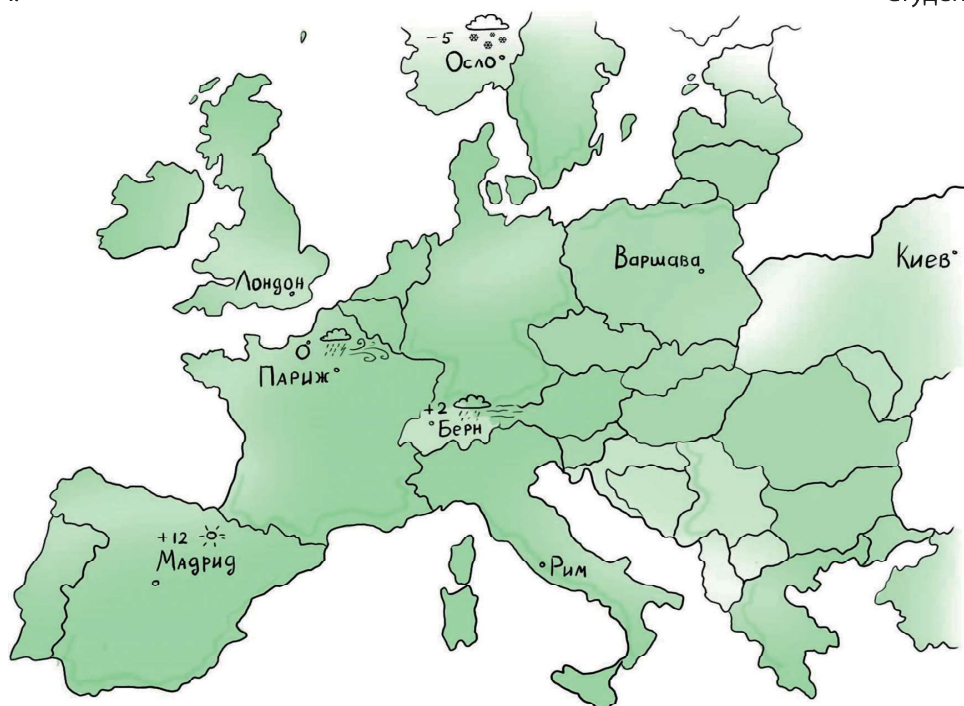 -5
Осло
Лондон
Варшава
Киев
0
Париж
+2
Берн
+12
Мадрид
Рим